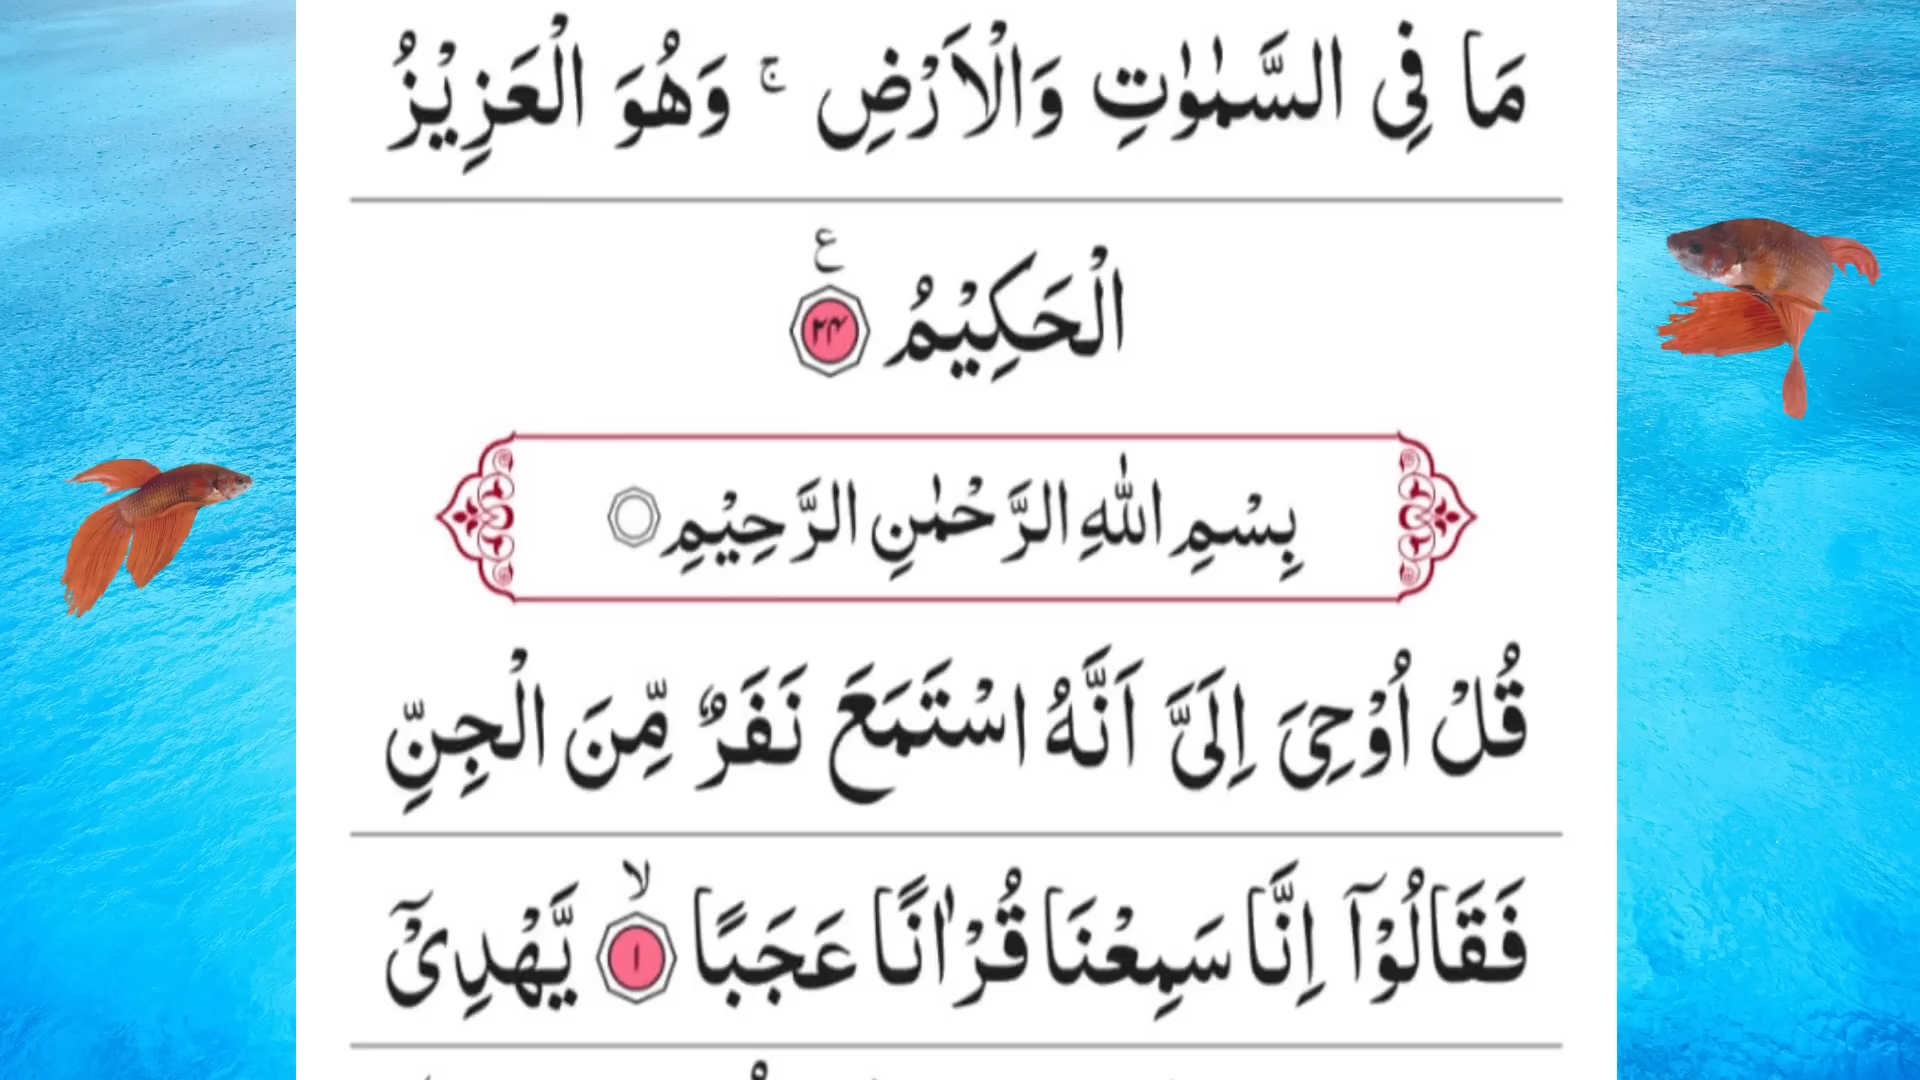 مَا فِی السَّمٰوٰتِ وَالْاَرْضِ ۚ وَهُوَ الْعَزِیْزُ
الْحَكِیْمُ ۧ ۲۴
بِسْمِ اللّٰهِ الرَّحْمٰنِ الرَّحِیْمِ
قُلْ اُوْحِیَ اِلَیَّ اَنَّهُ اسْتَمَعَ نَفَرٌ مِّنَ الْجِنِّ
فَقَالُوْۤا اِنَّا سَمِعْنَا قُرْاٰنًا عَجَبًا ۙ ۱ یَّهْدِیْۤ